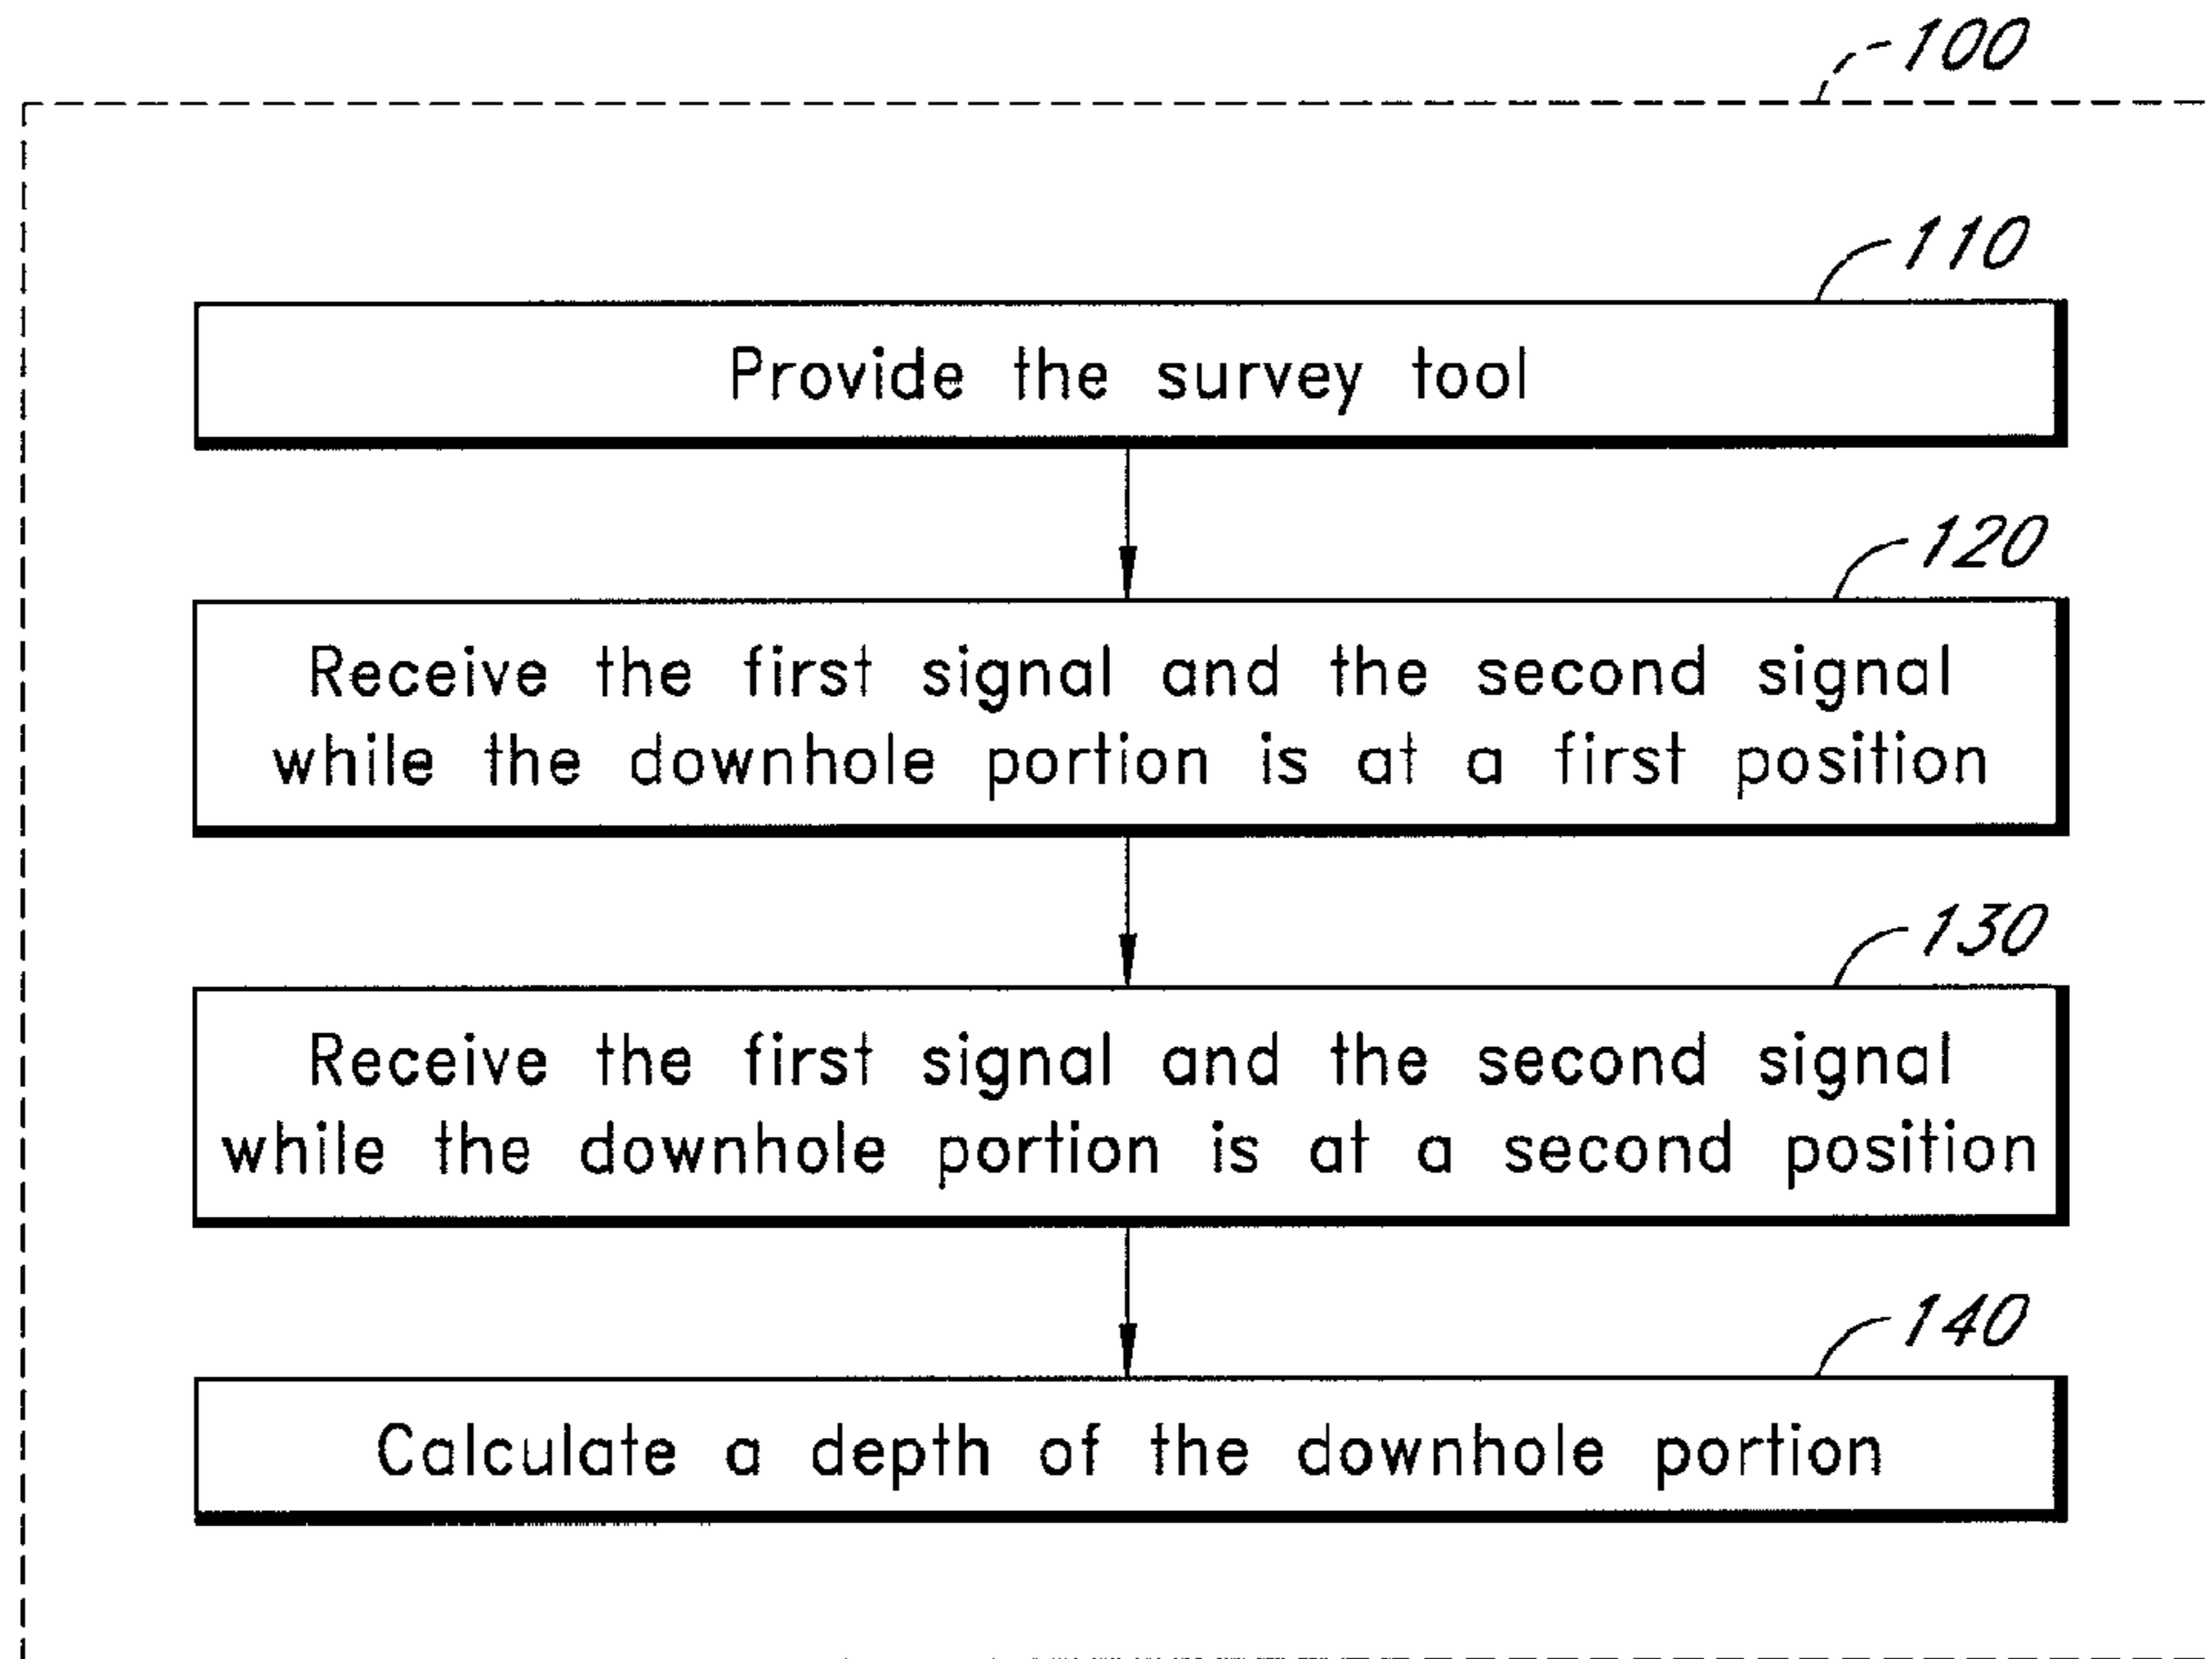 100
110
Provide the survey tool
120
Receive the first signal and the second signal
while the downhole portion is at a first position
130
Receive the first signal and the second signal
while the downhole portion is at a second position
140
Calculate a depth of the downhole portion